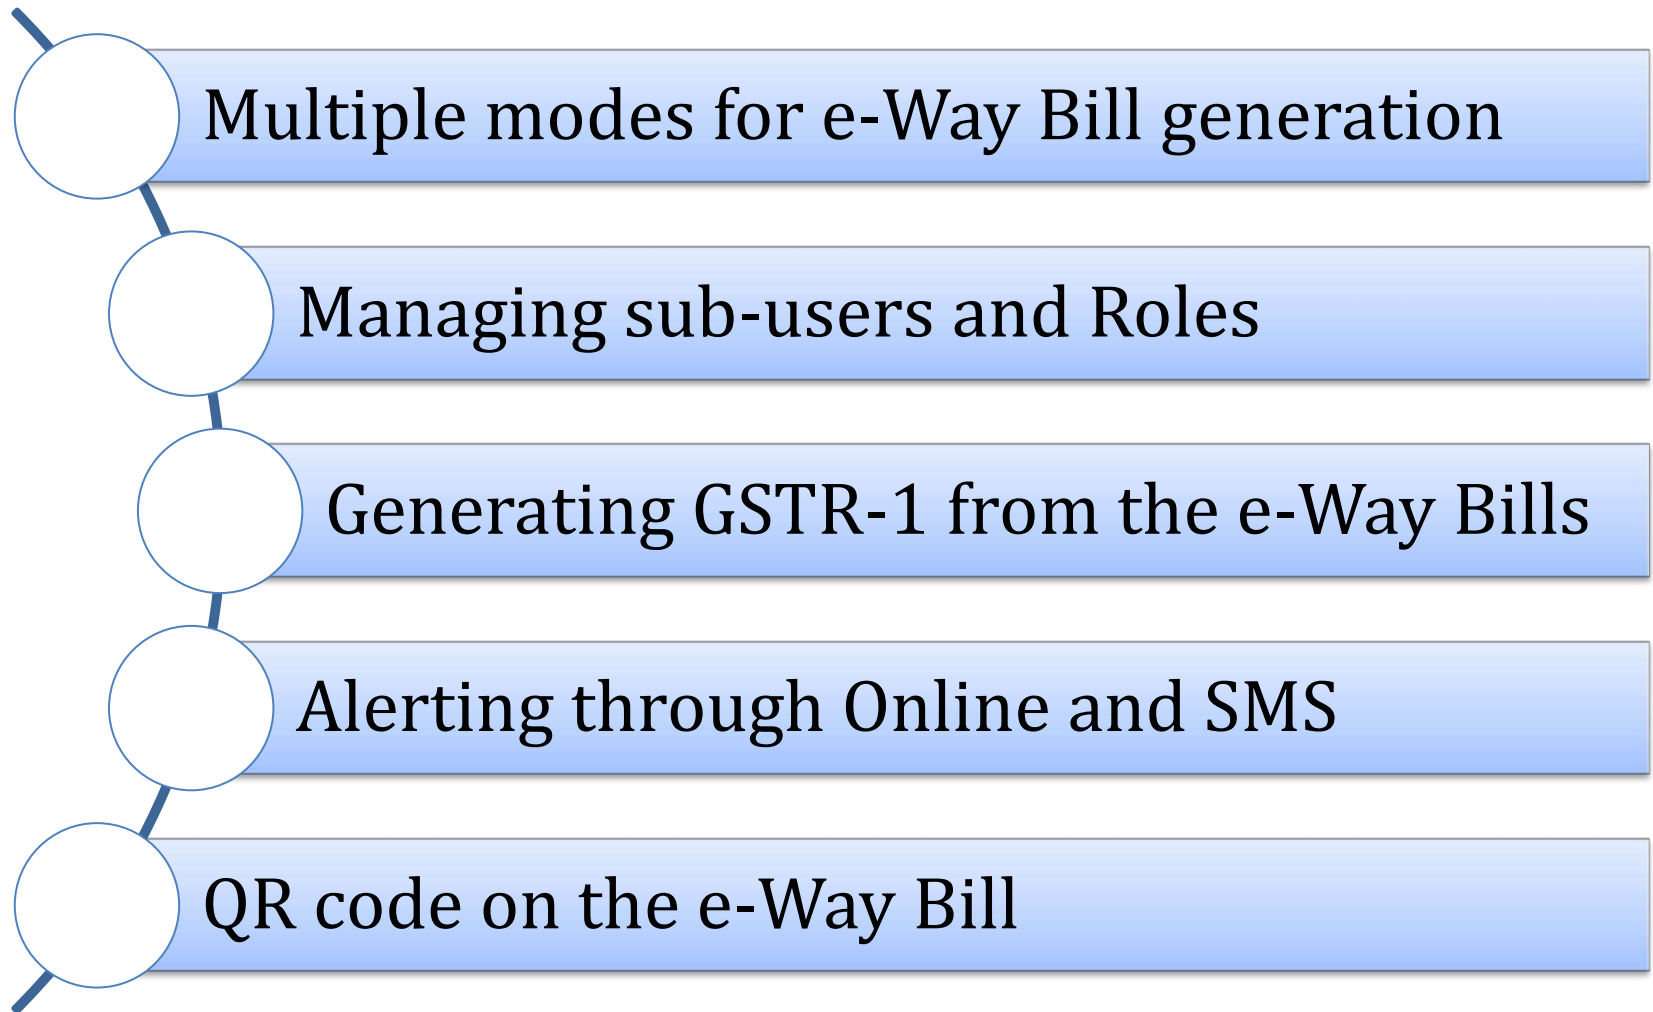 Multiple modes for e-Way Bill generation
Managing sub-users and Roles
Generating GSTR-1 from the e-Way Bills
Alerting through Online and SMS
QR code on the e-Way Bill